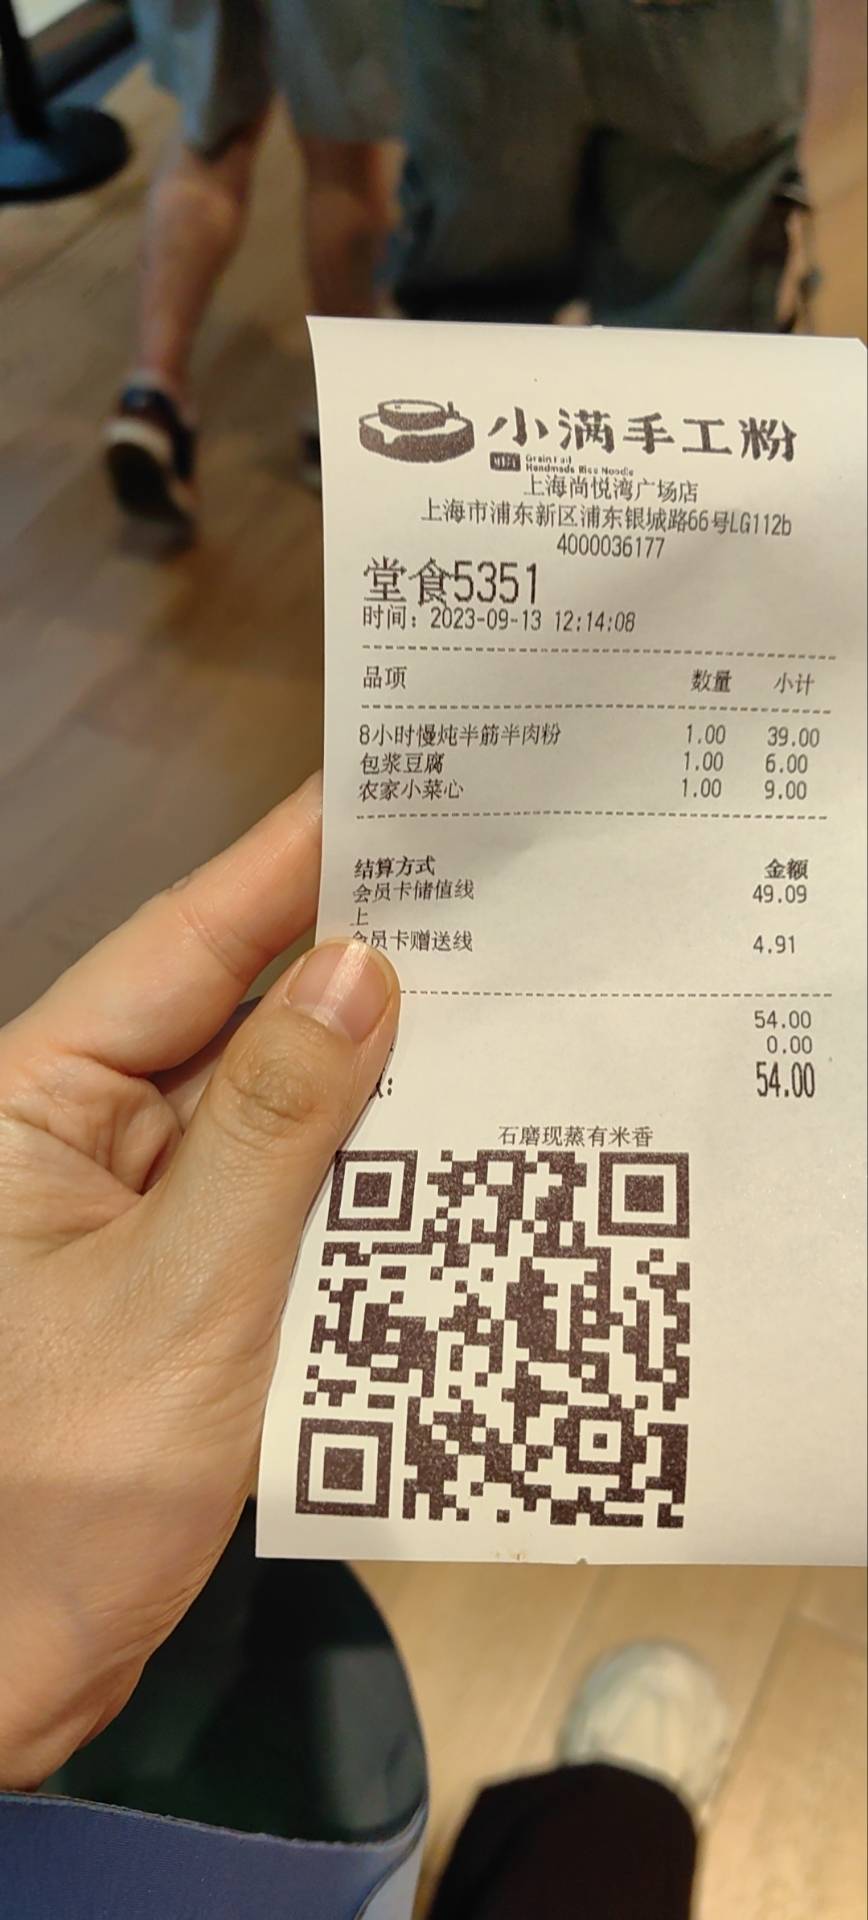 小满手工粉
Grain Full
Handmade Rice Noodle
上海尚悦湾广场店
上海市浦东新区浦东银城路66号LG112b
4000036177
堂食5351
时间：2023-09-13 12:14:08
品项 数量 小计
8小时慢炖半筋半肉粉 1.00 39.00
包浆豆腐 1.00 6.00
农家小菜心 1.00 9.00
结算方式 金额
会员卡储值线 49.09
上
会员卡赠送线 4.91
54.00
0.00
54.00
石磨现蒸有米香